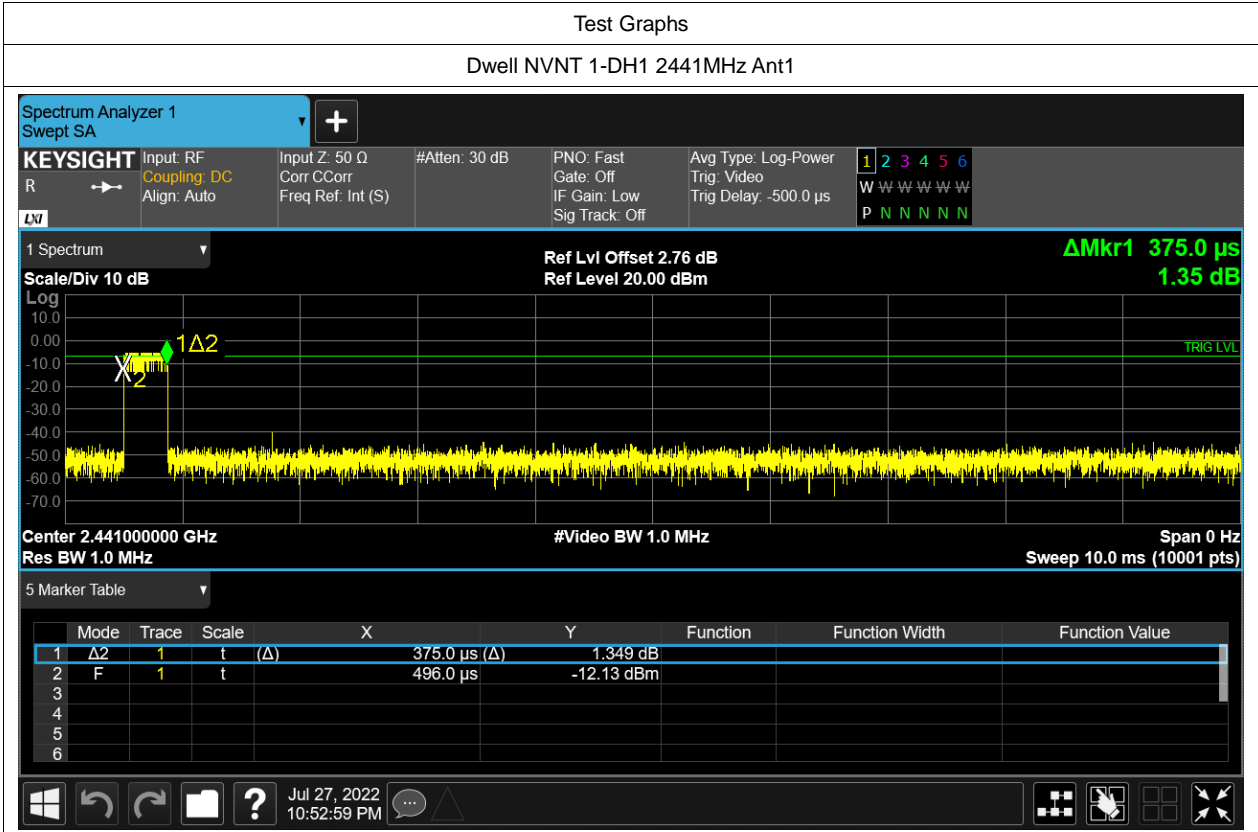 Test Graphs
Dwell NVNT 1-DH1 2441MHz Ant1
Spectrum Analyzer 1
Swept SA
KEYSIGHT
R
LXI
Input: RF
Coupling: DC
Align: Auto
Input Z: 50 Ω
Corr CCorr
Freq Ref: Int (S)
#Atten: 30 dB
PNO: Fast
Gate: Off
IF Gain: Low
Sig Track: Off
Avg Type: Log-Power
Trig: Video
Trig Delay: -500.0 µs
1 2 3 4 5 6
W W W W W W
P N N N N N
1 Spectrum
Scale/Div 10 dB
Ref Lvl Offset 2.76 dB
Ref Level 20.00 dBm
ΔMkr1 375.0 µs
1.35 dB
Log
10.0
0.00
-10.0
-20.0
-30.0
-40.0
-50.0
-60.0
-70.0
1Δ2
X2
TRIG LVL
Center 2.441000000 GHz
Res BW 1.0 MHz
#Video BW 1.0 MHz
Span 0 Hz
Sweep 10.0 ms (10001 pts)
5 Marker Table
Mode Trace Scale X Y Function Function Width Function Value
1 Δ2 1 t (Δ) 375.0 µs (Δ) 1.349 dB
2 F 1 t 496.0 µs -12.13 dBm
3
4
5
6
?
Jul 27, 2022
10:52:59 PM